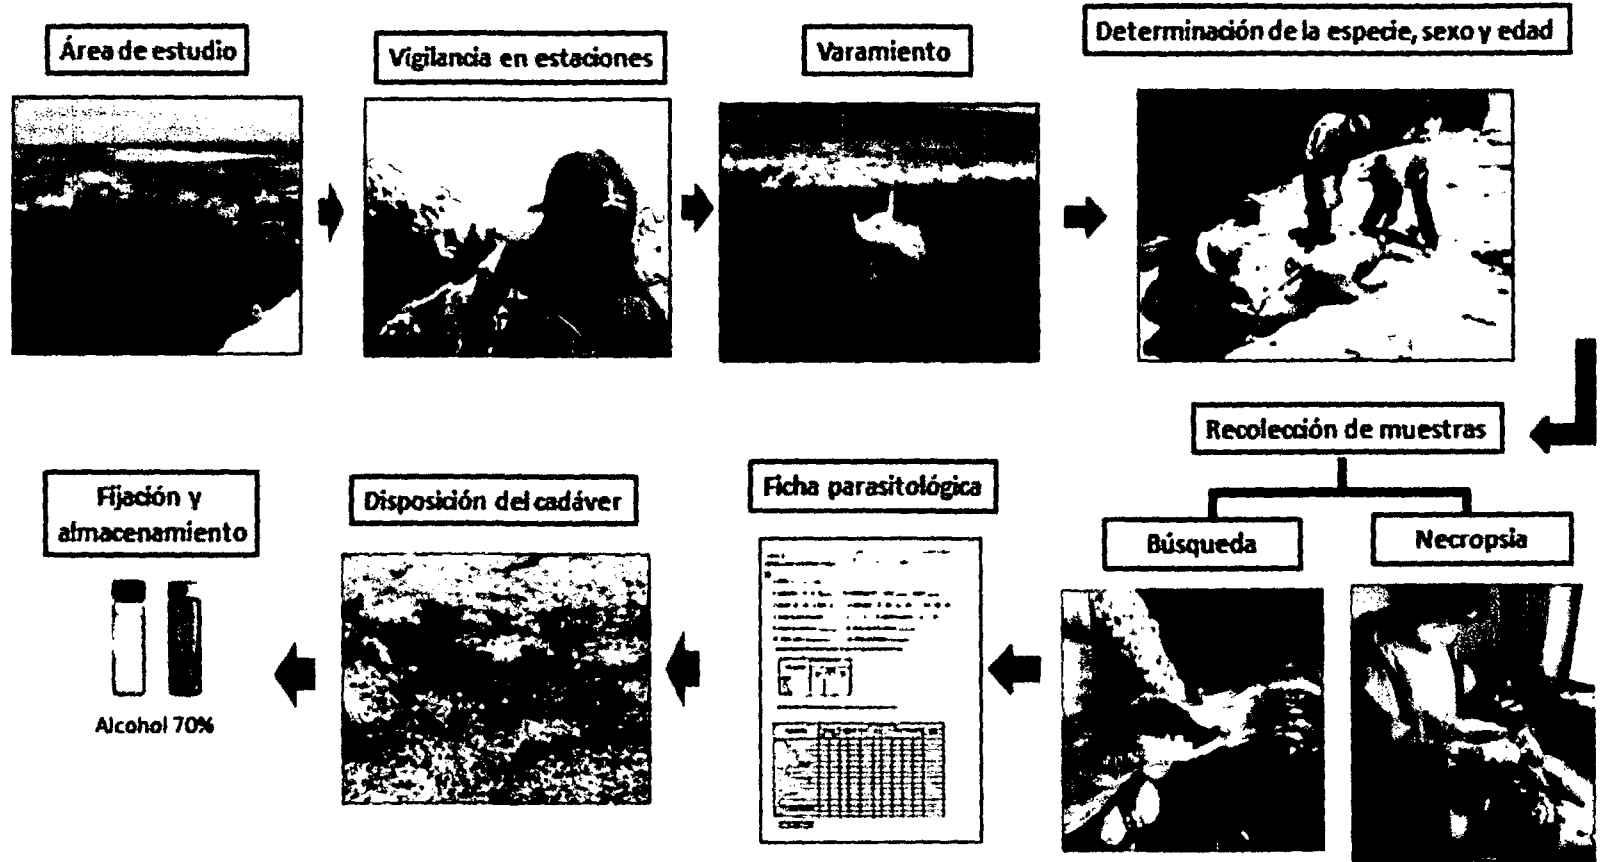 Área de estudio
Vigilancia en estaciones
Varamiento
Determinación de la especie, sexo y edad
Recolección de muestras
Búsqueda
Necropsia
Ficha parasitológica
Disposición del cadáver
Fijación y
almacenamiento
Alcohol 70%